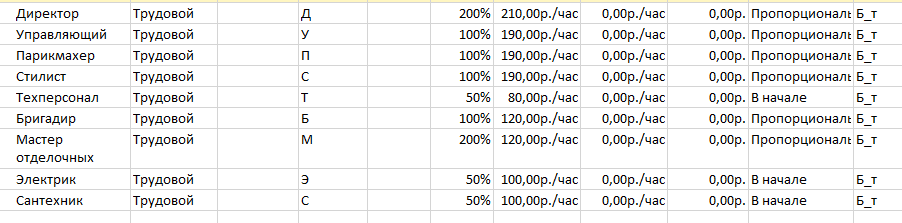 Директор Трудовой Д 200% 210,00р./час 0,00р./час 0,00р. Пропорциональ Б_т
Управляющий Трудовой У 100% 190,00р./час 0,00р./час 0,00р. Пропорциональ Б_т
Парикмахер Трудовой П 100% 190,00р./час 0,00р./час 0,00р. Пропорциональ Б_т
Стилист Трудовой С 100% 190,00р./час 0,00р./час 0,00р. Пропорциональ Б_т
Техперсонал Трудовой Т 50% 80,00р./час 0,00р./час 0,00р. В начале Б_т
Бригадир Трудовой Б 100% 120,00р./час 0,00р./час 0,00р. Пропорциональ Б_т
Мастер Трудовой М 200% 120,00р./час 0,00р./час 0,00р. Пропорциональ Б_т
отделочных
Электрик Трудовой Э 50% 100,00р./час 0,00р./час 0,00р. В начале Б_т
Сантехник Трудовой С 50% 100,00р./час 0,00р./час 0,00р. В начале Б_т